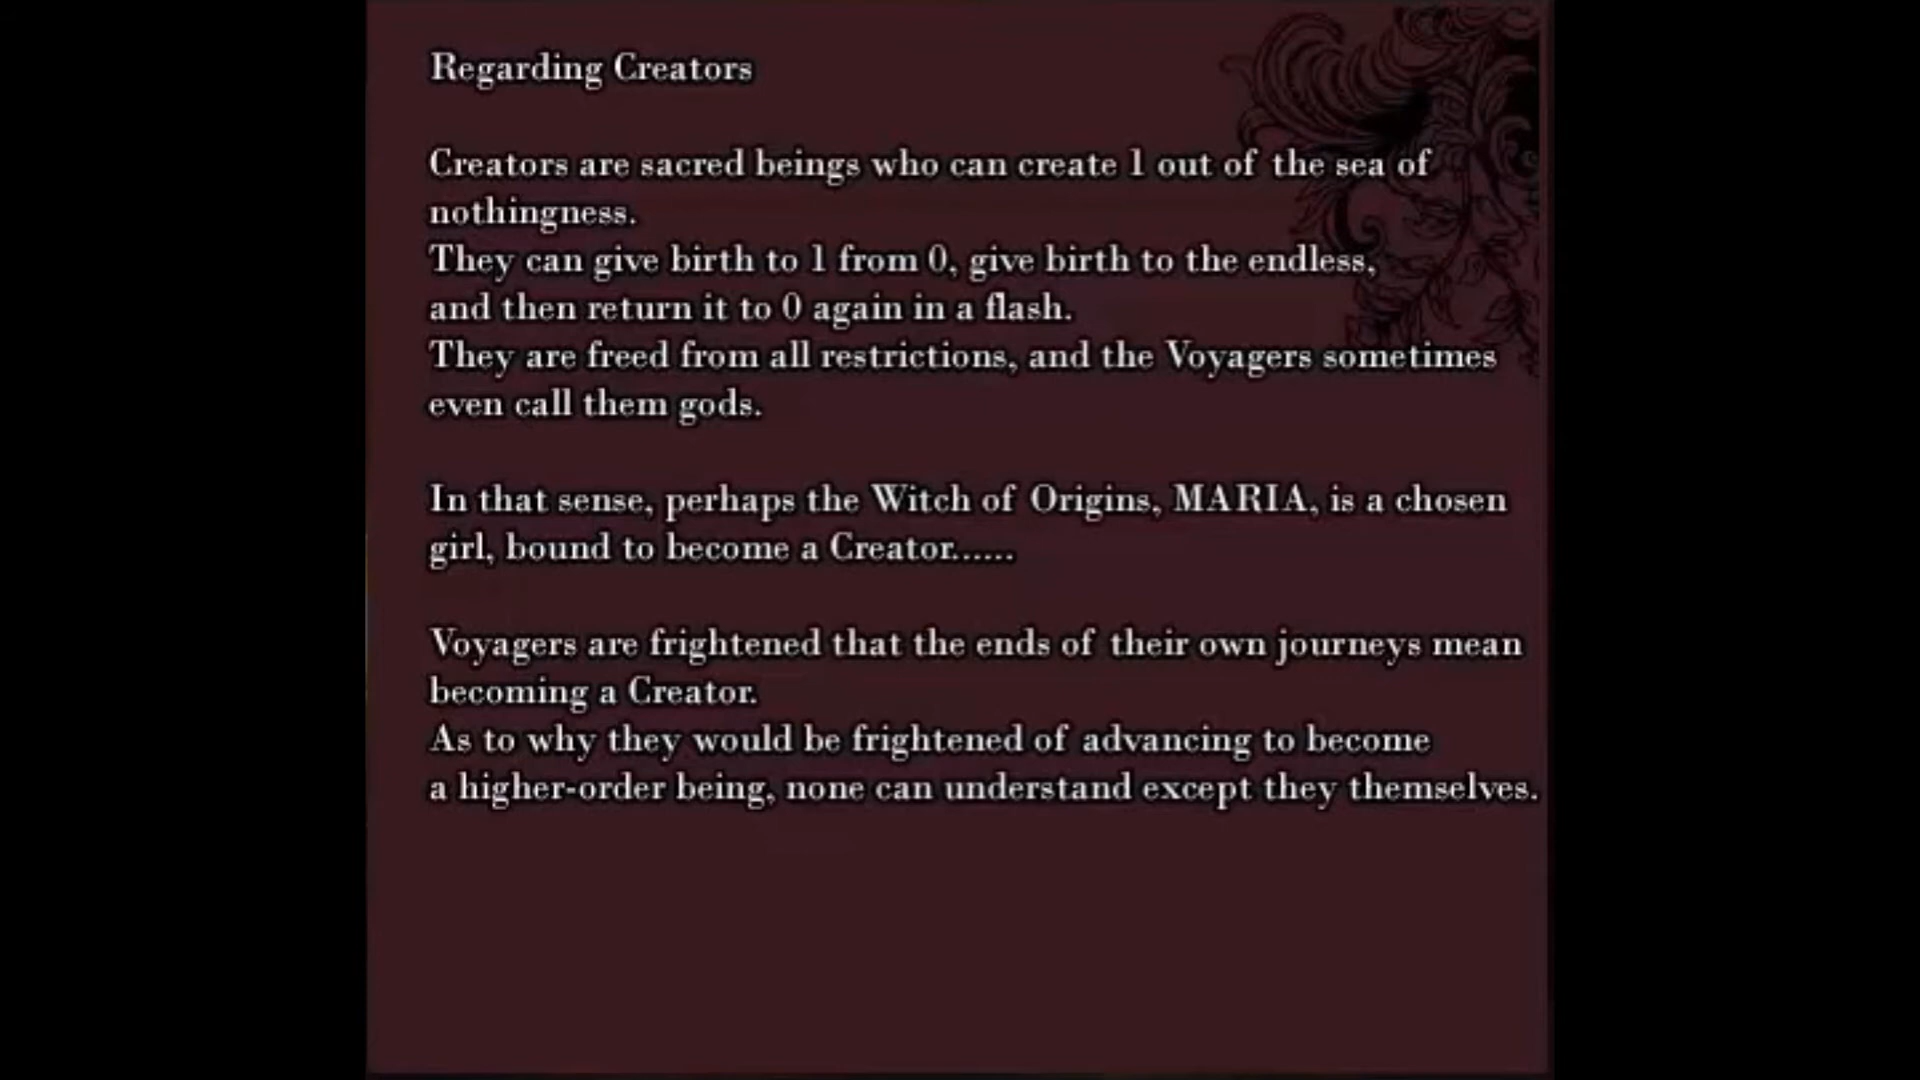 Regarding Creators
Creators are sacred beings who can create 1 out of the sea of
nothingness.
They can give birth to 1 from 0, give birth to the endless,
and then return it to 0 again in a flash.
They are freed from all restrictions, and the Voyagers sometimes
even call them gods.
In that sense, perhaps the Witch of Origins, MARIA, is a chosen
girl, bound to become a Creator......
Voyagers are frightened that the ends of their own journeys mean
becoming a Creator.
As to why they would be frightened of advancing to become
a higher-order being, none can understand except they themselves.